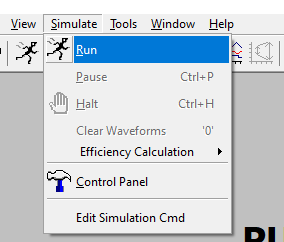 View Simulate Tools Window Help
Run
Pause Ctrl+P
Halt Ctrl+H
Clear Waveforms '0'
Efficiency Calculation
Control Panel
Edit Simulation Cmd